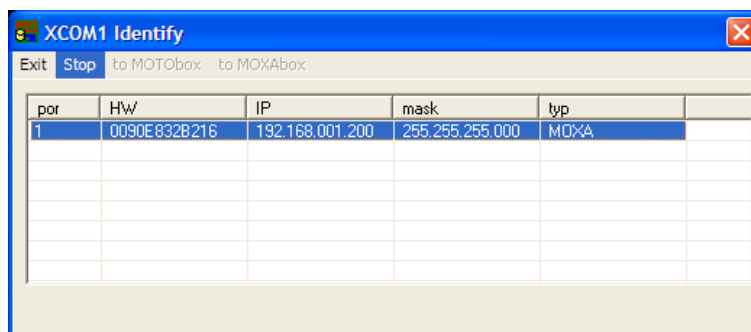 XCOM1 Identify
Exit Stop to MOTObox to MOXAbox
por HW IP mask typ
1 0090E832B216 192.168.001.200 255.255.255.000 MOXA